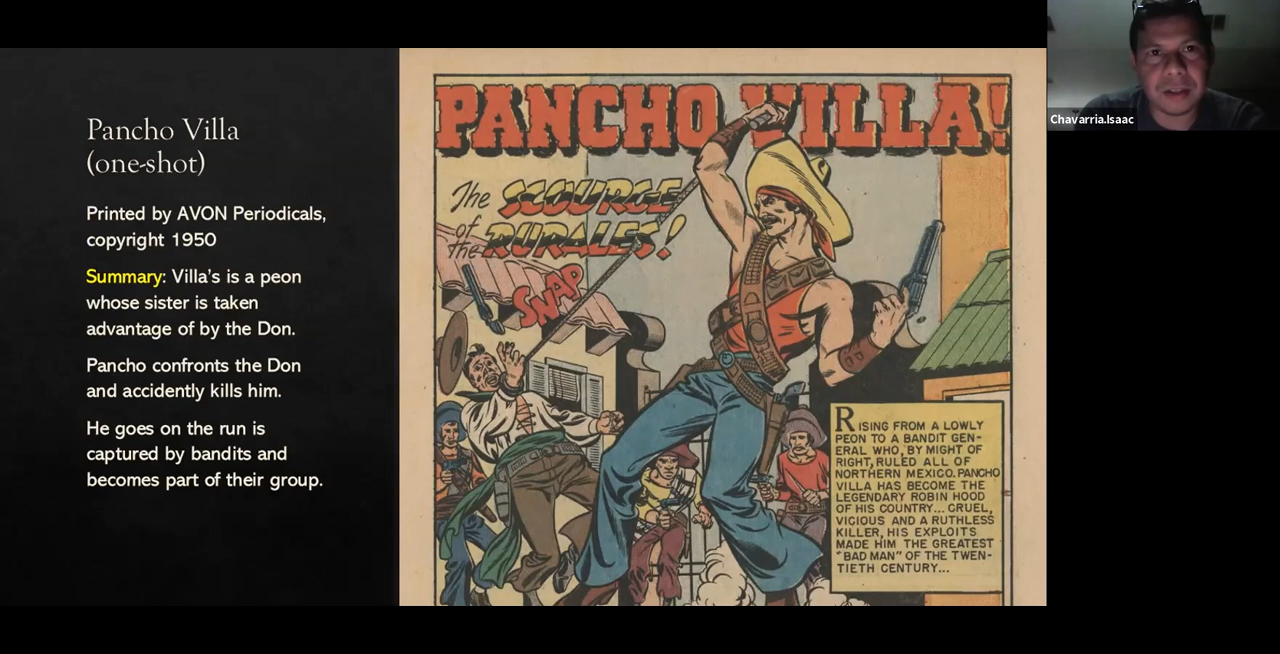 Pancho Villa
(one-shot)
Printed by AVON Periodicals,
copyright 1950
Summary: Villa's is a peon
whose sister is taken
advantage of by the Don.
Pancho confronts the Don
and accidently kills him.
He goes on the run is
captured by bandits and
becomes part of their group.
PANCHO VILLA!
The SCOURGE
of
the RURALES!
SNAP
RISING FROM A LOWLY
PEON TO A BANDIT GEN-
ERAL WHO, BY MIGHT OF
RIGHT, RULED ALL OF
NORTHERN MEXICO. PANCHO
VILLA HAS BECOME THE
LEGENDARY ROBIN HOOD
OF HIS COUNTRY... CRUEL,
VICIOUS AND A RUTHLESS
KILLER, HIS EXPLOITS
MADE HIM THE GREATEST
"BAD MAN" OF THE TWEN-
TIETH CENTURY...
Chavarria.Isaac